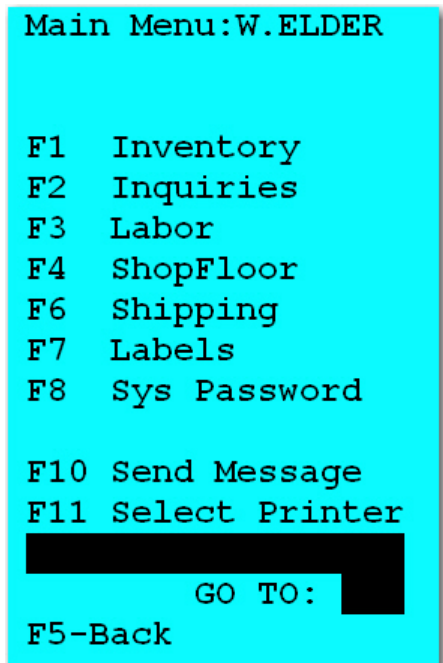 Main Menu:W.ELDER
F1 Inventory
F2 Inquiries
F3 Labor
F4 ShopFloor
F6 Shipping
F7 Labels
F8 Sys Password
F10 Send Message
F11 Select Printer
GO TO:
F5-Back